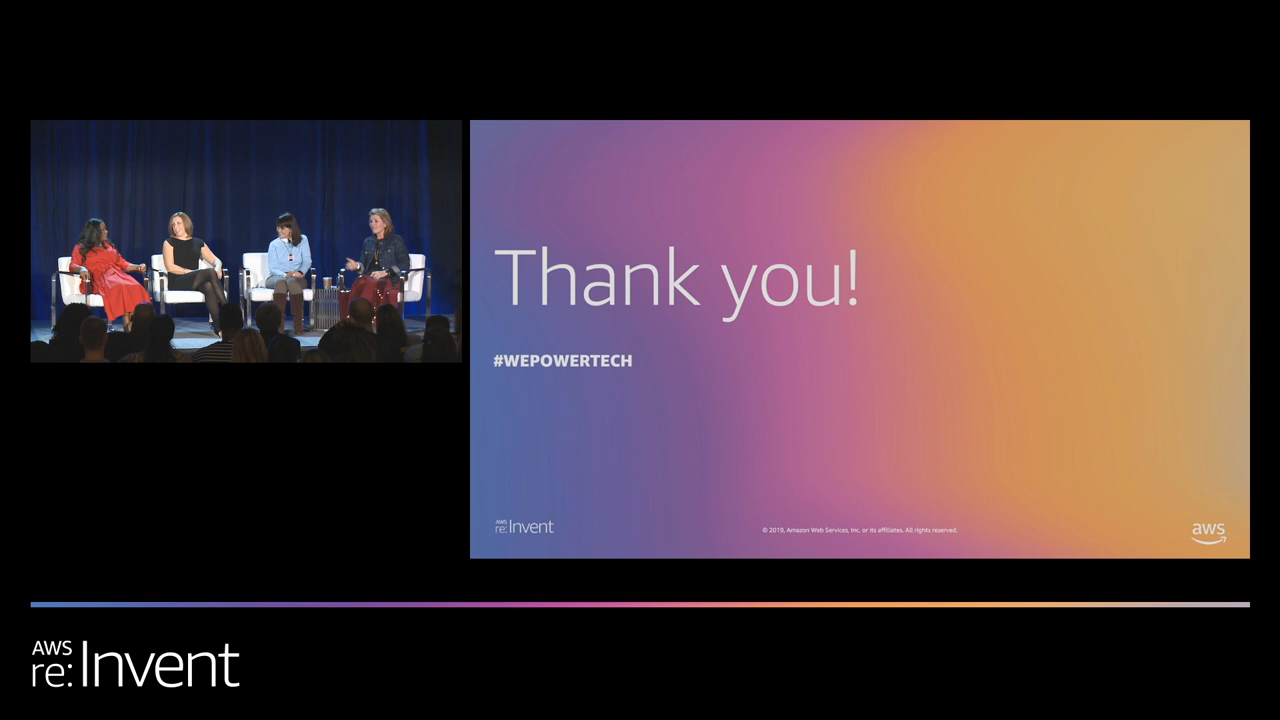 Thank you!
#WEPOWERTECH
AWS
re:Invent
© 2019, Amazon Web Services, Inc. or its affiliates. All rights reserved.
aws
AWS
re:Invent